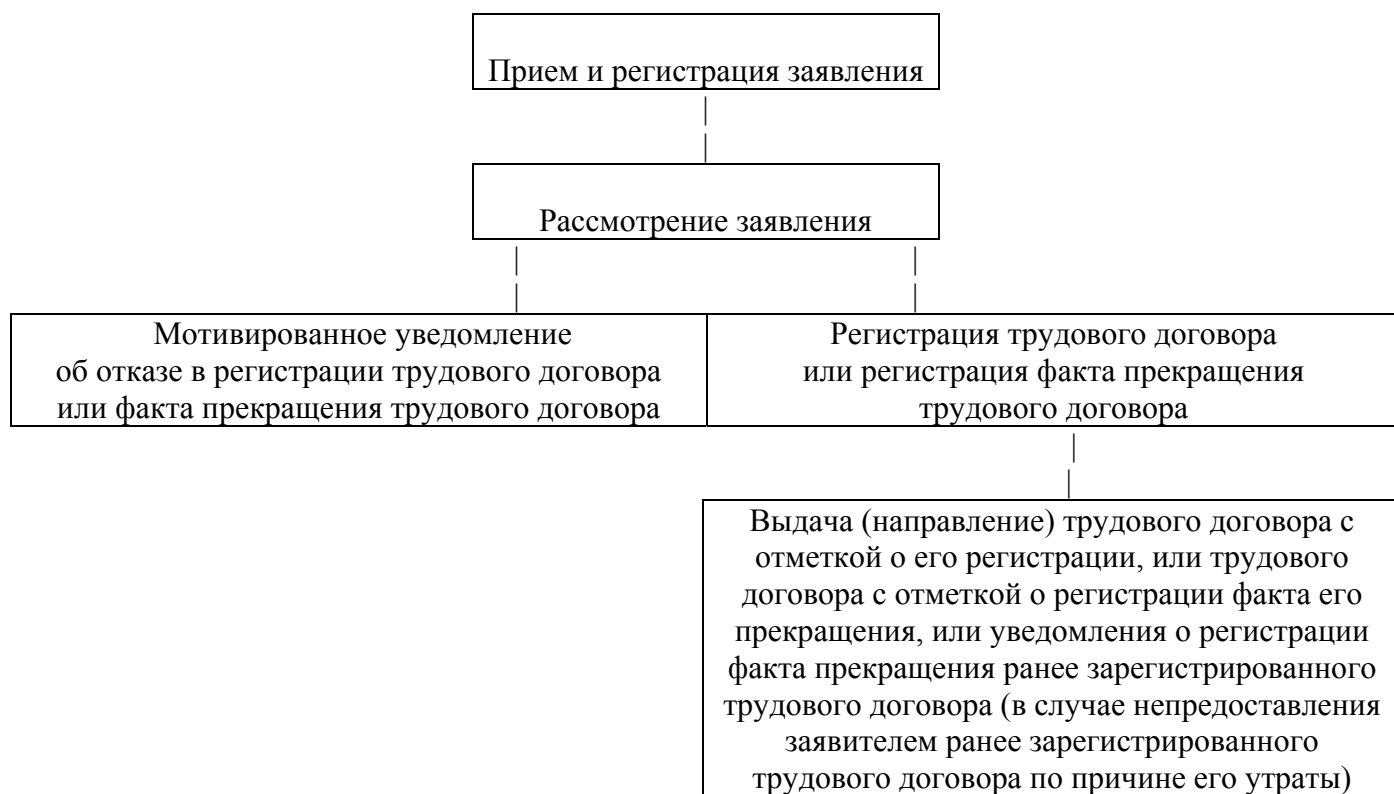 Прием и регистрация заявления
Рассмотрение заявления
Мотивированное уведомление
об отказе в регистрации трудового договора
или факта прекращения трудового договора
Регистрация трудового договора
или регистрация факта прекращения
трудового договора
Выдача (направление) трудового договора с
отметкой о его регистрации, или трудового
договора с отметкой о регистрации факта его
прекращения, или уведомления о регистрации
факта прекращения ранее зарегистрированного
трудового договора (в случае непредоставления
заявителем ранее зарегистрированного
трудового договора по причине его утраты)